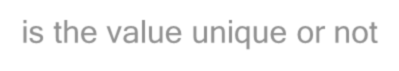 is the value unique or not